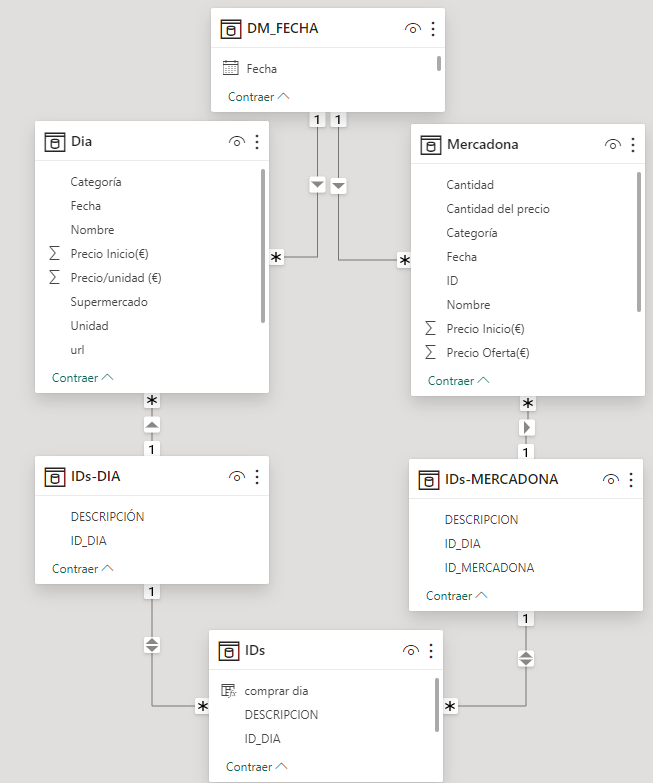 DM_FECHA
Fecha
Contraer
1 1
Dia
Categoría
Fecha
Nombre
Precio Inicio(€)
Precio/unidad (€)
Supermercado
Unidad
url
Contraer
*
Mercadona
Cantidad
Cantidad del precio
Categoría
Fecha
ID
Nombre
Precio Inicio(€)
Precio Oferta(€)
Contraer
*
*
1
IDs-DIA
DESCRIPCIÓN
ID_DIA
Contraer
1
*
1
IDs-MERCADONA
DESCRIPCION
ID_DIA
ID_MERCADONA
Contraer
1
*
IDs
comprar dia
DESCRIPCION
ID_DIA
Contraer
*